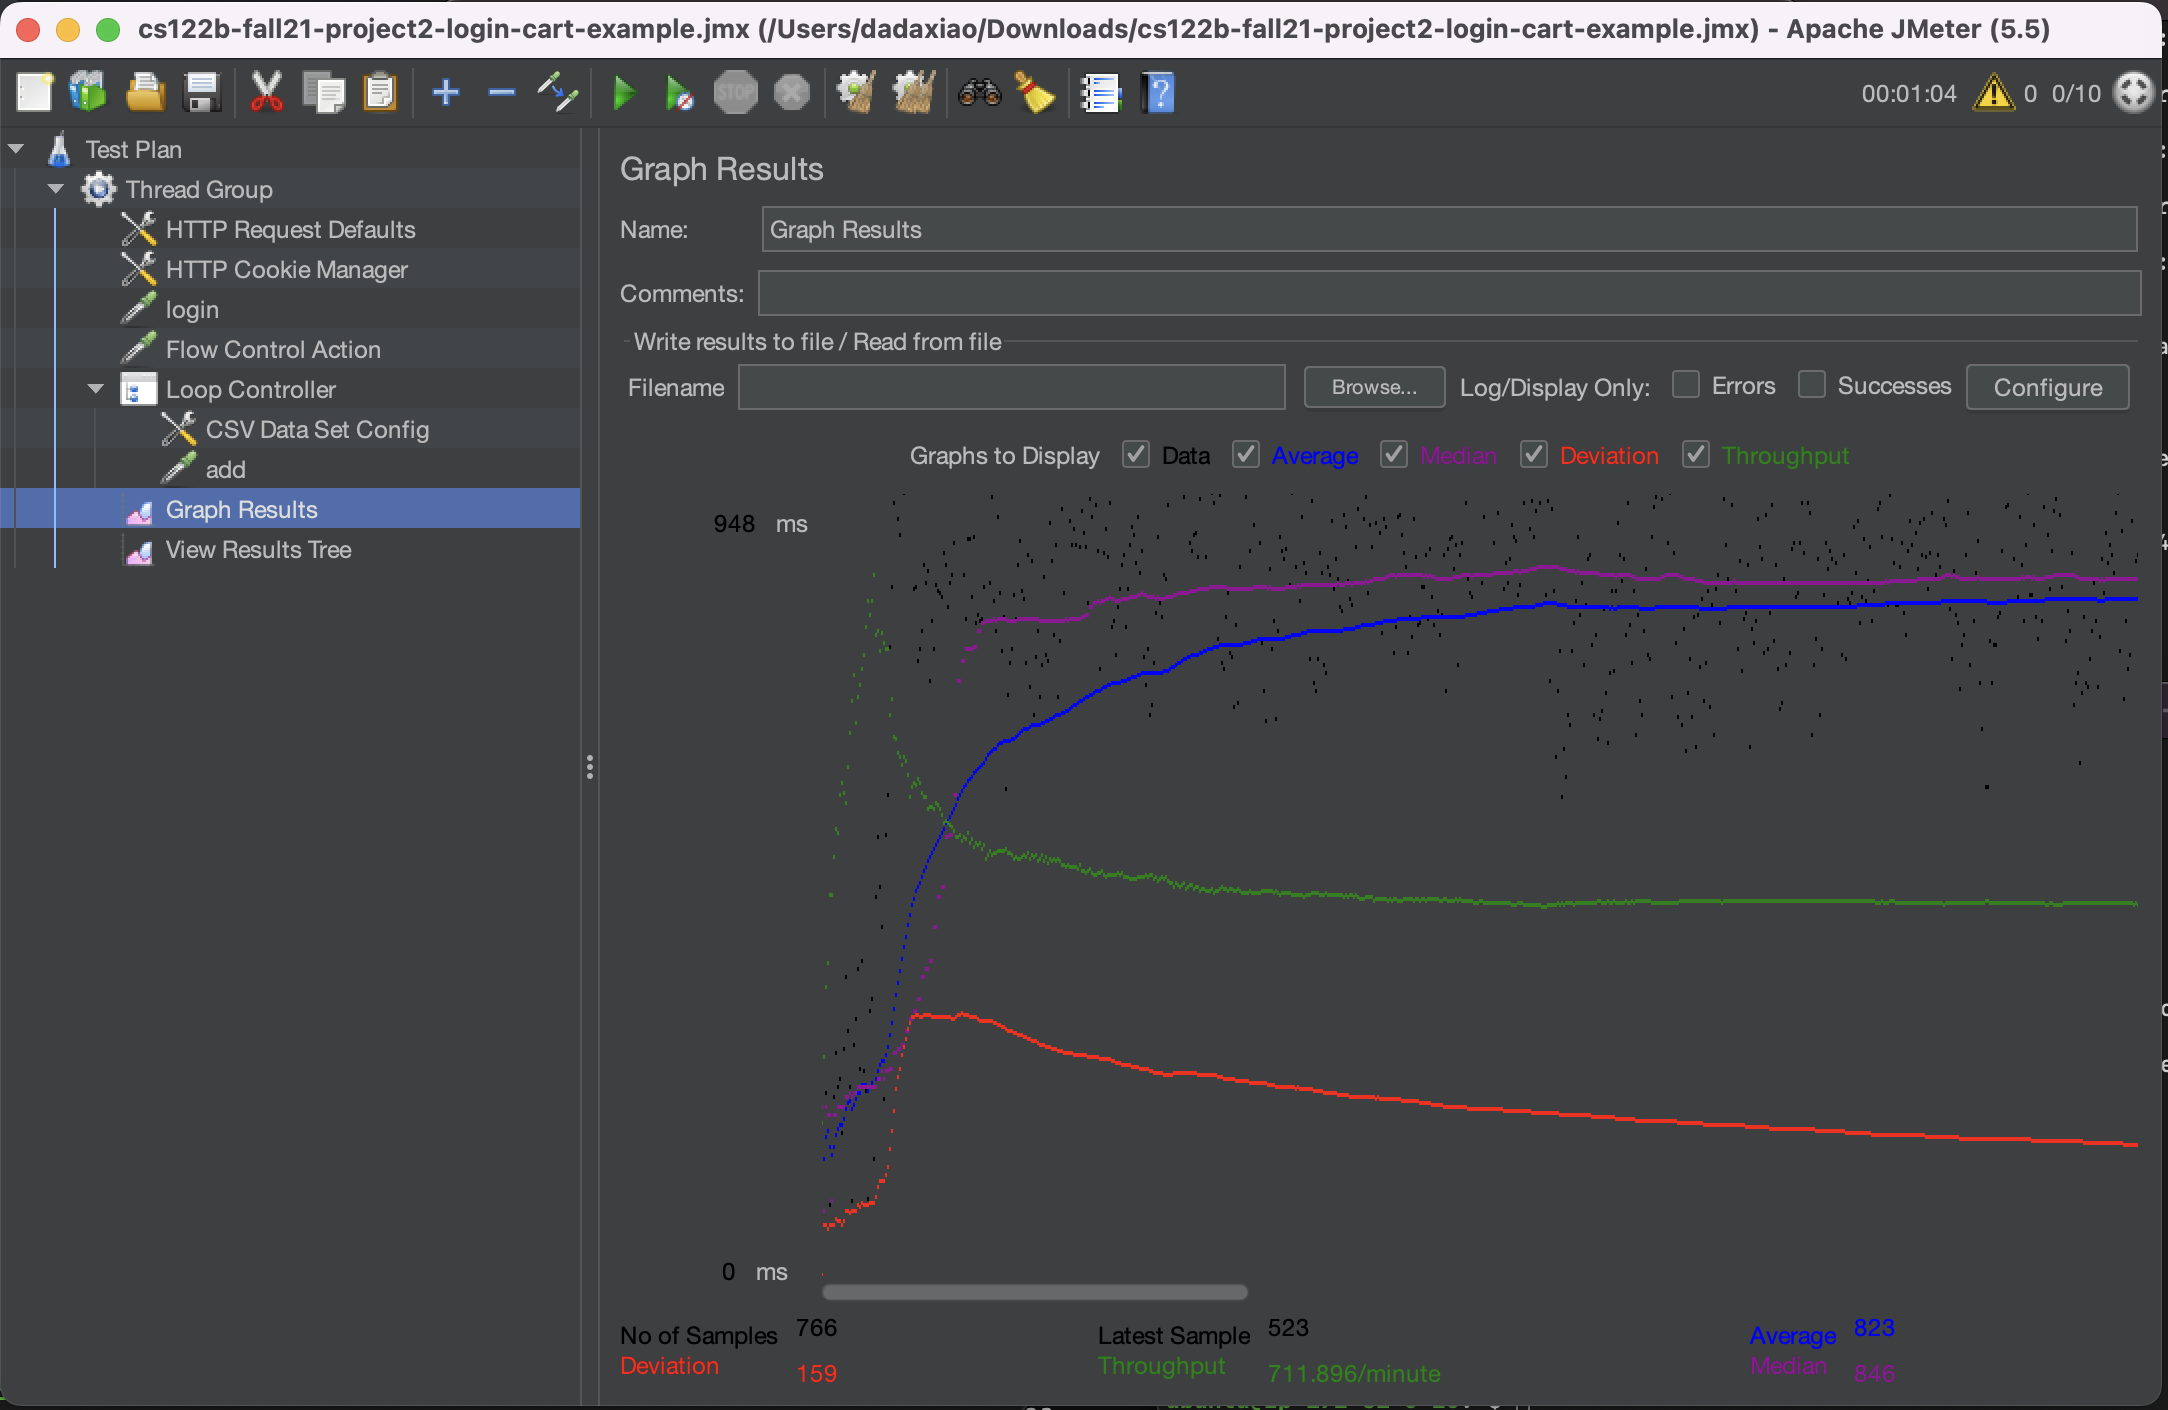 cs122b-fall21-project2-login-cart-example.jmx (/Users/dadaxiao/Downloads/cs122b-fall21-project2-login-cart-example.jmx) - Apache JMeter (5.5)
STOP
00:01:04 0 0/10
Test Plan
Thread Group
HTTP Request Defaults
HTTP Cookie Manager
login
Flow Control Action
Loop Controller
CSV Data Set Config
add
Graph Results
View Results Tree
Graph Results
Name: Graph Results
Comments:
Write results to file / Read from file
Filename Browse... Log/Display Only: Errors Successes Configure
Graphs to Display Data Average Median Deviation Throughput
948 ms
0 ms
No of Samples 766 Latest Sample 523 Average 823
Deviation 159 Throughput 711.896/minute Median 846